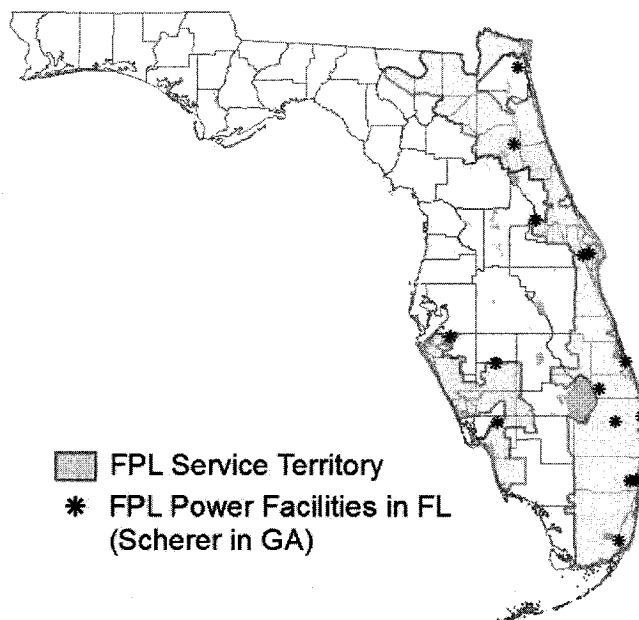 FPL Service Territory
FPL Power Facilities in FL
(Scherer in GA)